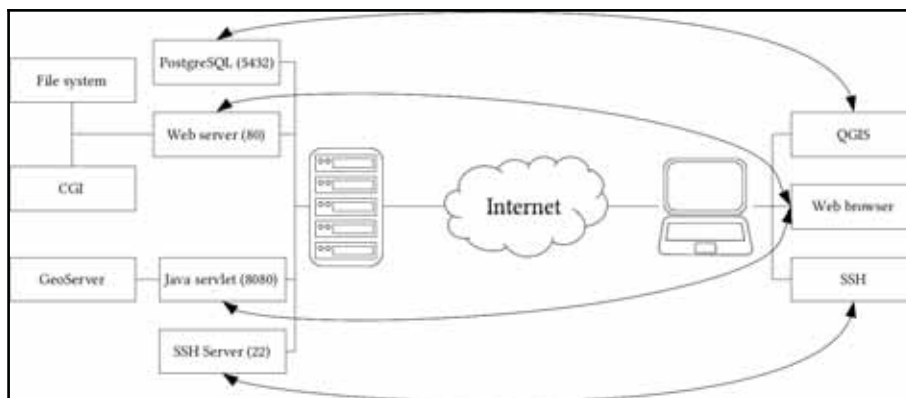 PostgreSQL (5432)
File system
Web server (80)
QGIS
CGI
Internet
Web browser
GeoServer
Java servlet (8080)
SSH
SSH Server (22)